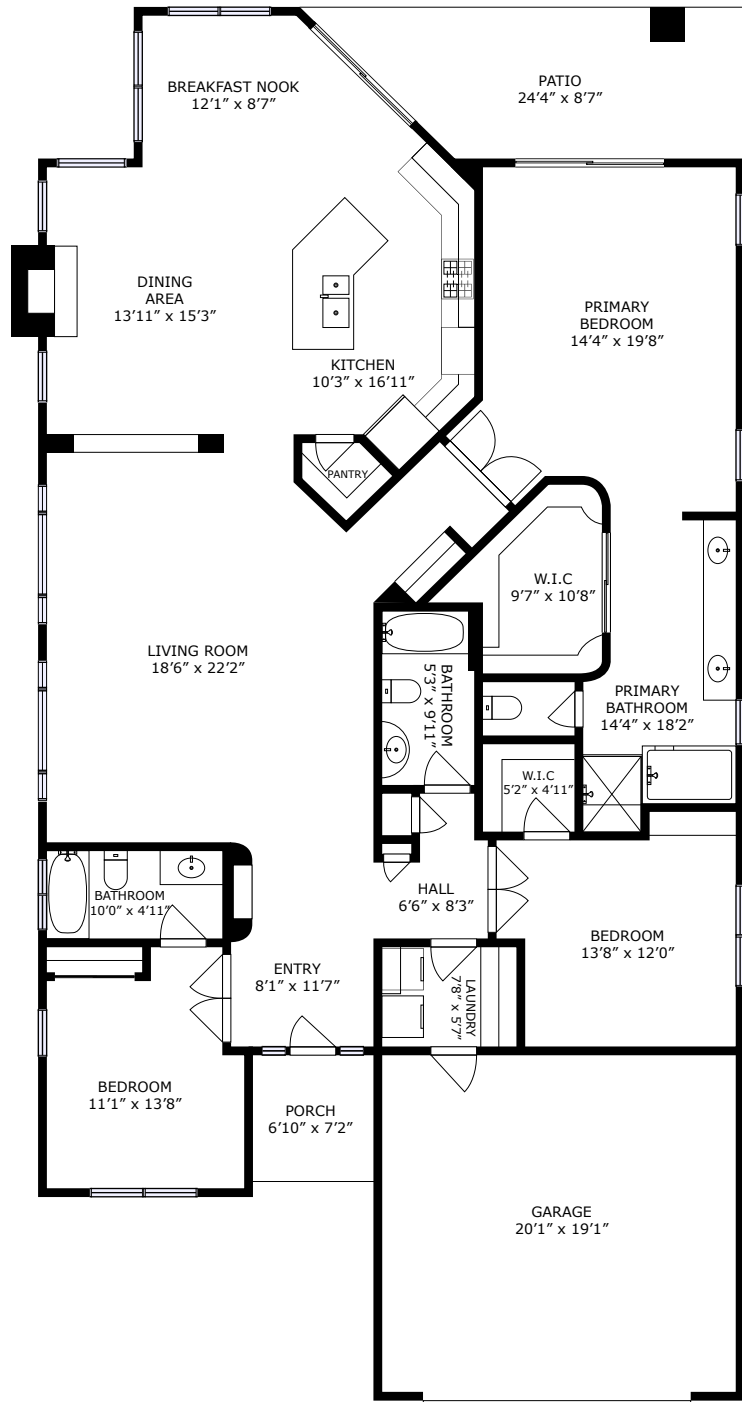 BREAKFAST NOOK
12’1” x 8’7”
PATIO
24’4” x 8’7”
DINING
AREA
13’11” x 15’3”
PRIMARY
BEDROOM
14’4” x 19’8”
KITCHEN
10’3” x 16’11”
PANTRY
W.I.C
9’7” x 10’8”
LIVING ROOM
18’6” x 22’2”
BATHROOM
5’3” x 9’11”
PRIMARY
BATHROOM
14’4” x 18’2”
W.I.C
5’2” x 4’11”
BATHROOM
10’0” x 4’11”
HALL
6’6” x 8’3”
BEDROOM
13’8” x 12’0”
ENTRY
8’1” x 11’7”
LAUNDRY
7’8” x 5’7”
BEDROOM
11’1” x 13’8”
PORCH
6’10” x 7’2”
GARAGE
20’1” x 19’1”